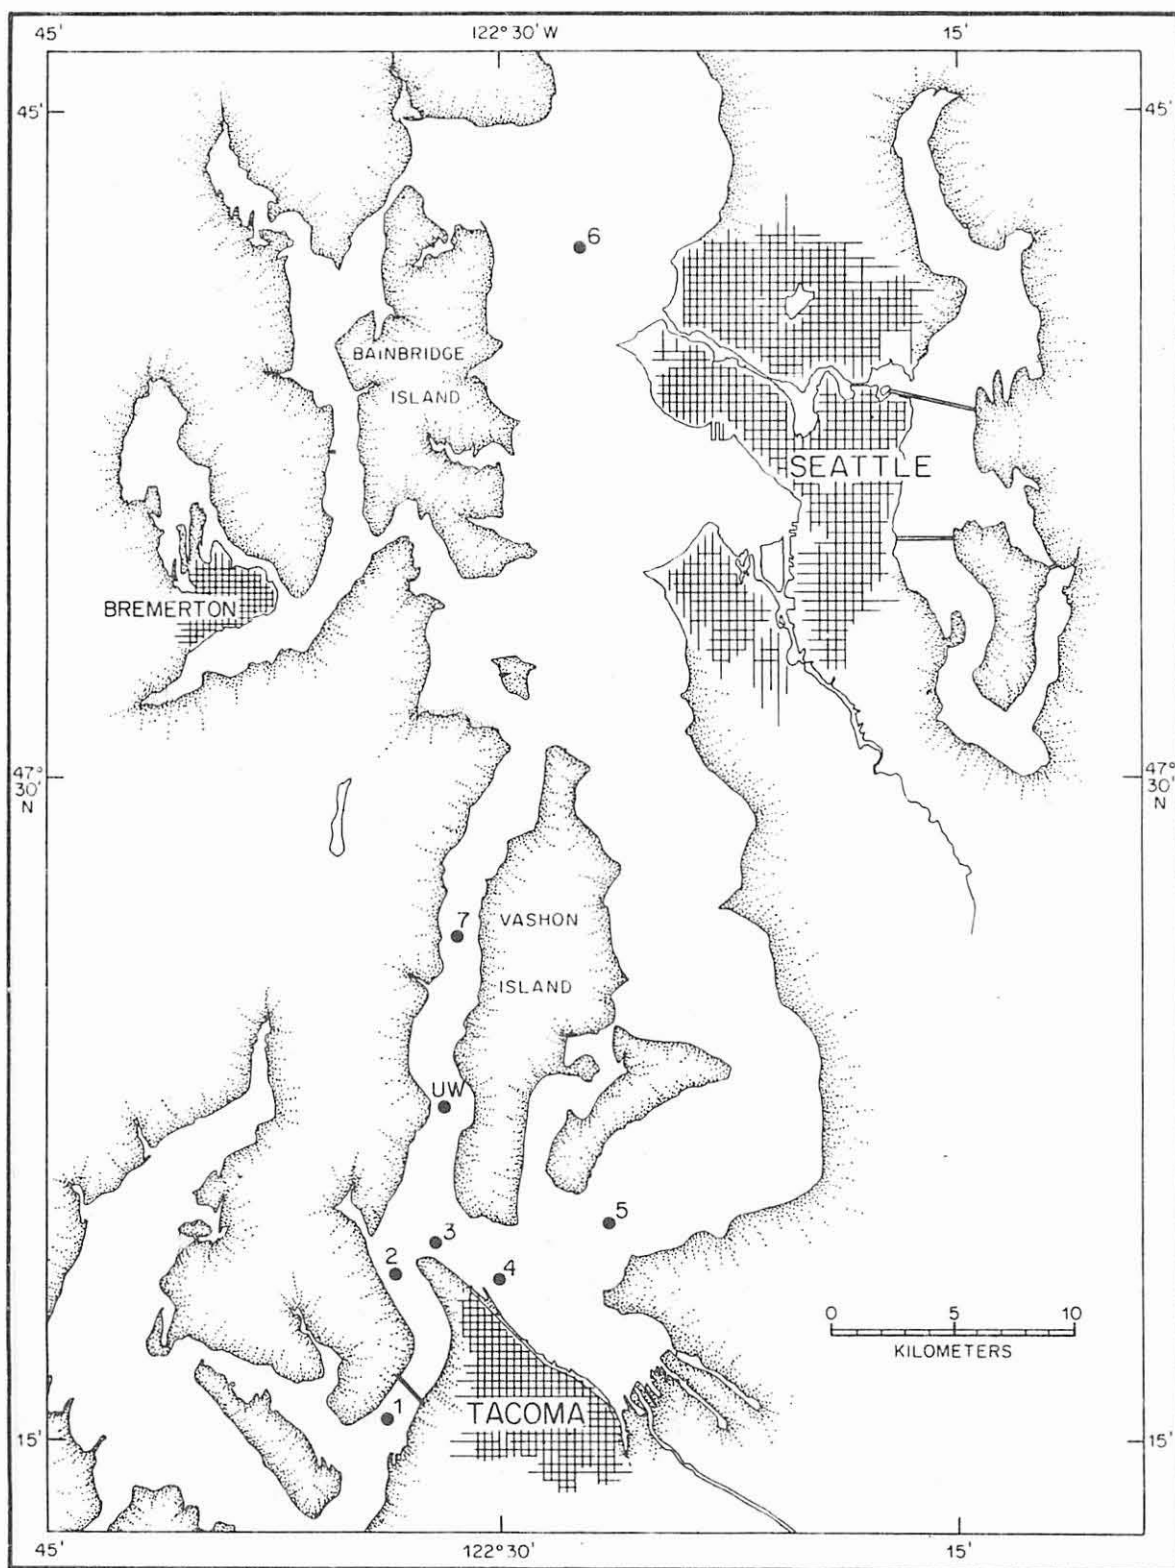 45'
122° 30' W
15'
45'
45'
6
BAINBRIDGE
ISLAND
SEATTLE
BREMERTON
47°
30'
N
47°
30'
N
7
VASHON
ISLAND
UW
5
3
2
4
0 5 10
KILOMETERS
1
TACOMA
15'
15'
45'
122° 30'
15'